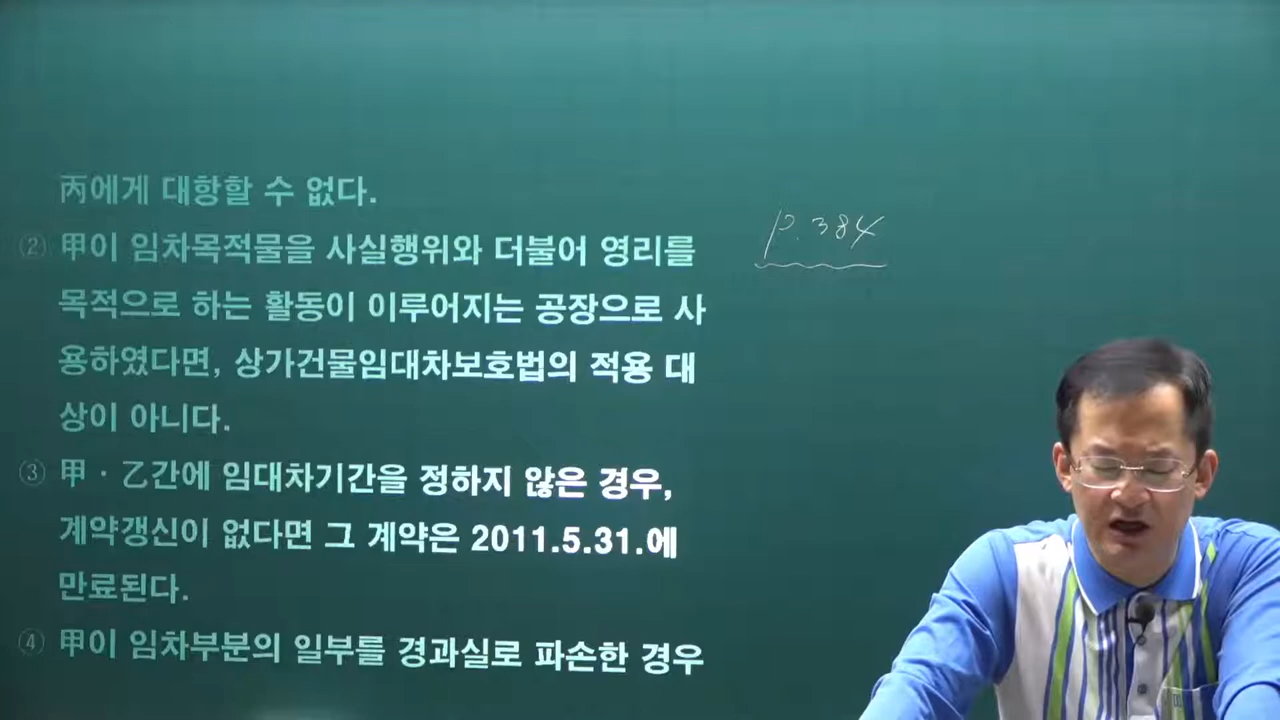 丙에게 대항할 수 없다.
② 甲이 임차목적물을 사실행위와 더불어 영리를
p.384
목적으로 하는 활동이 이루어지는 공장으로 사
용하였다면, 상가건물임대차보호법의 적용 대
상이 아니다.
③ 甲·乙간에 임대차기간을 정하지 않은 경우,
계약갱신이 없다면 그 계약은 2011.5.31.에
만료된다.
④ 甲이 임차부분의 일부를 경과실로 파손한 경우